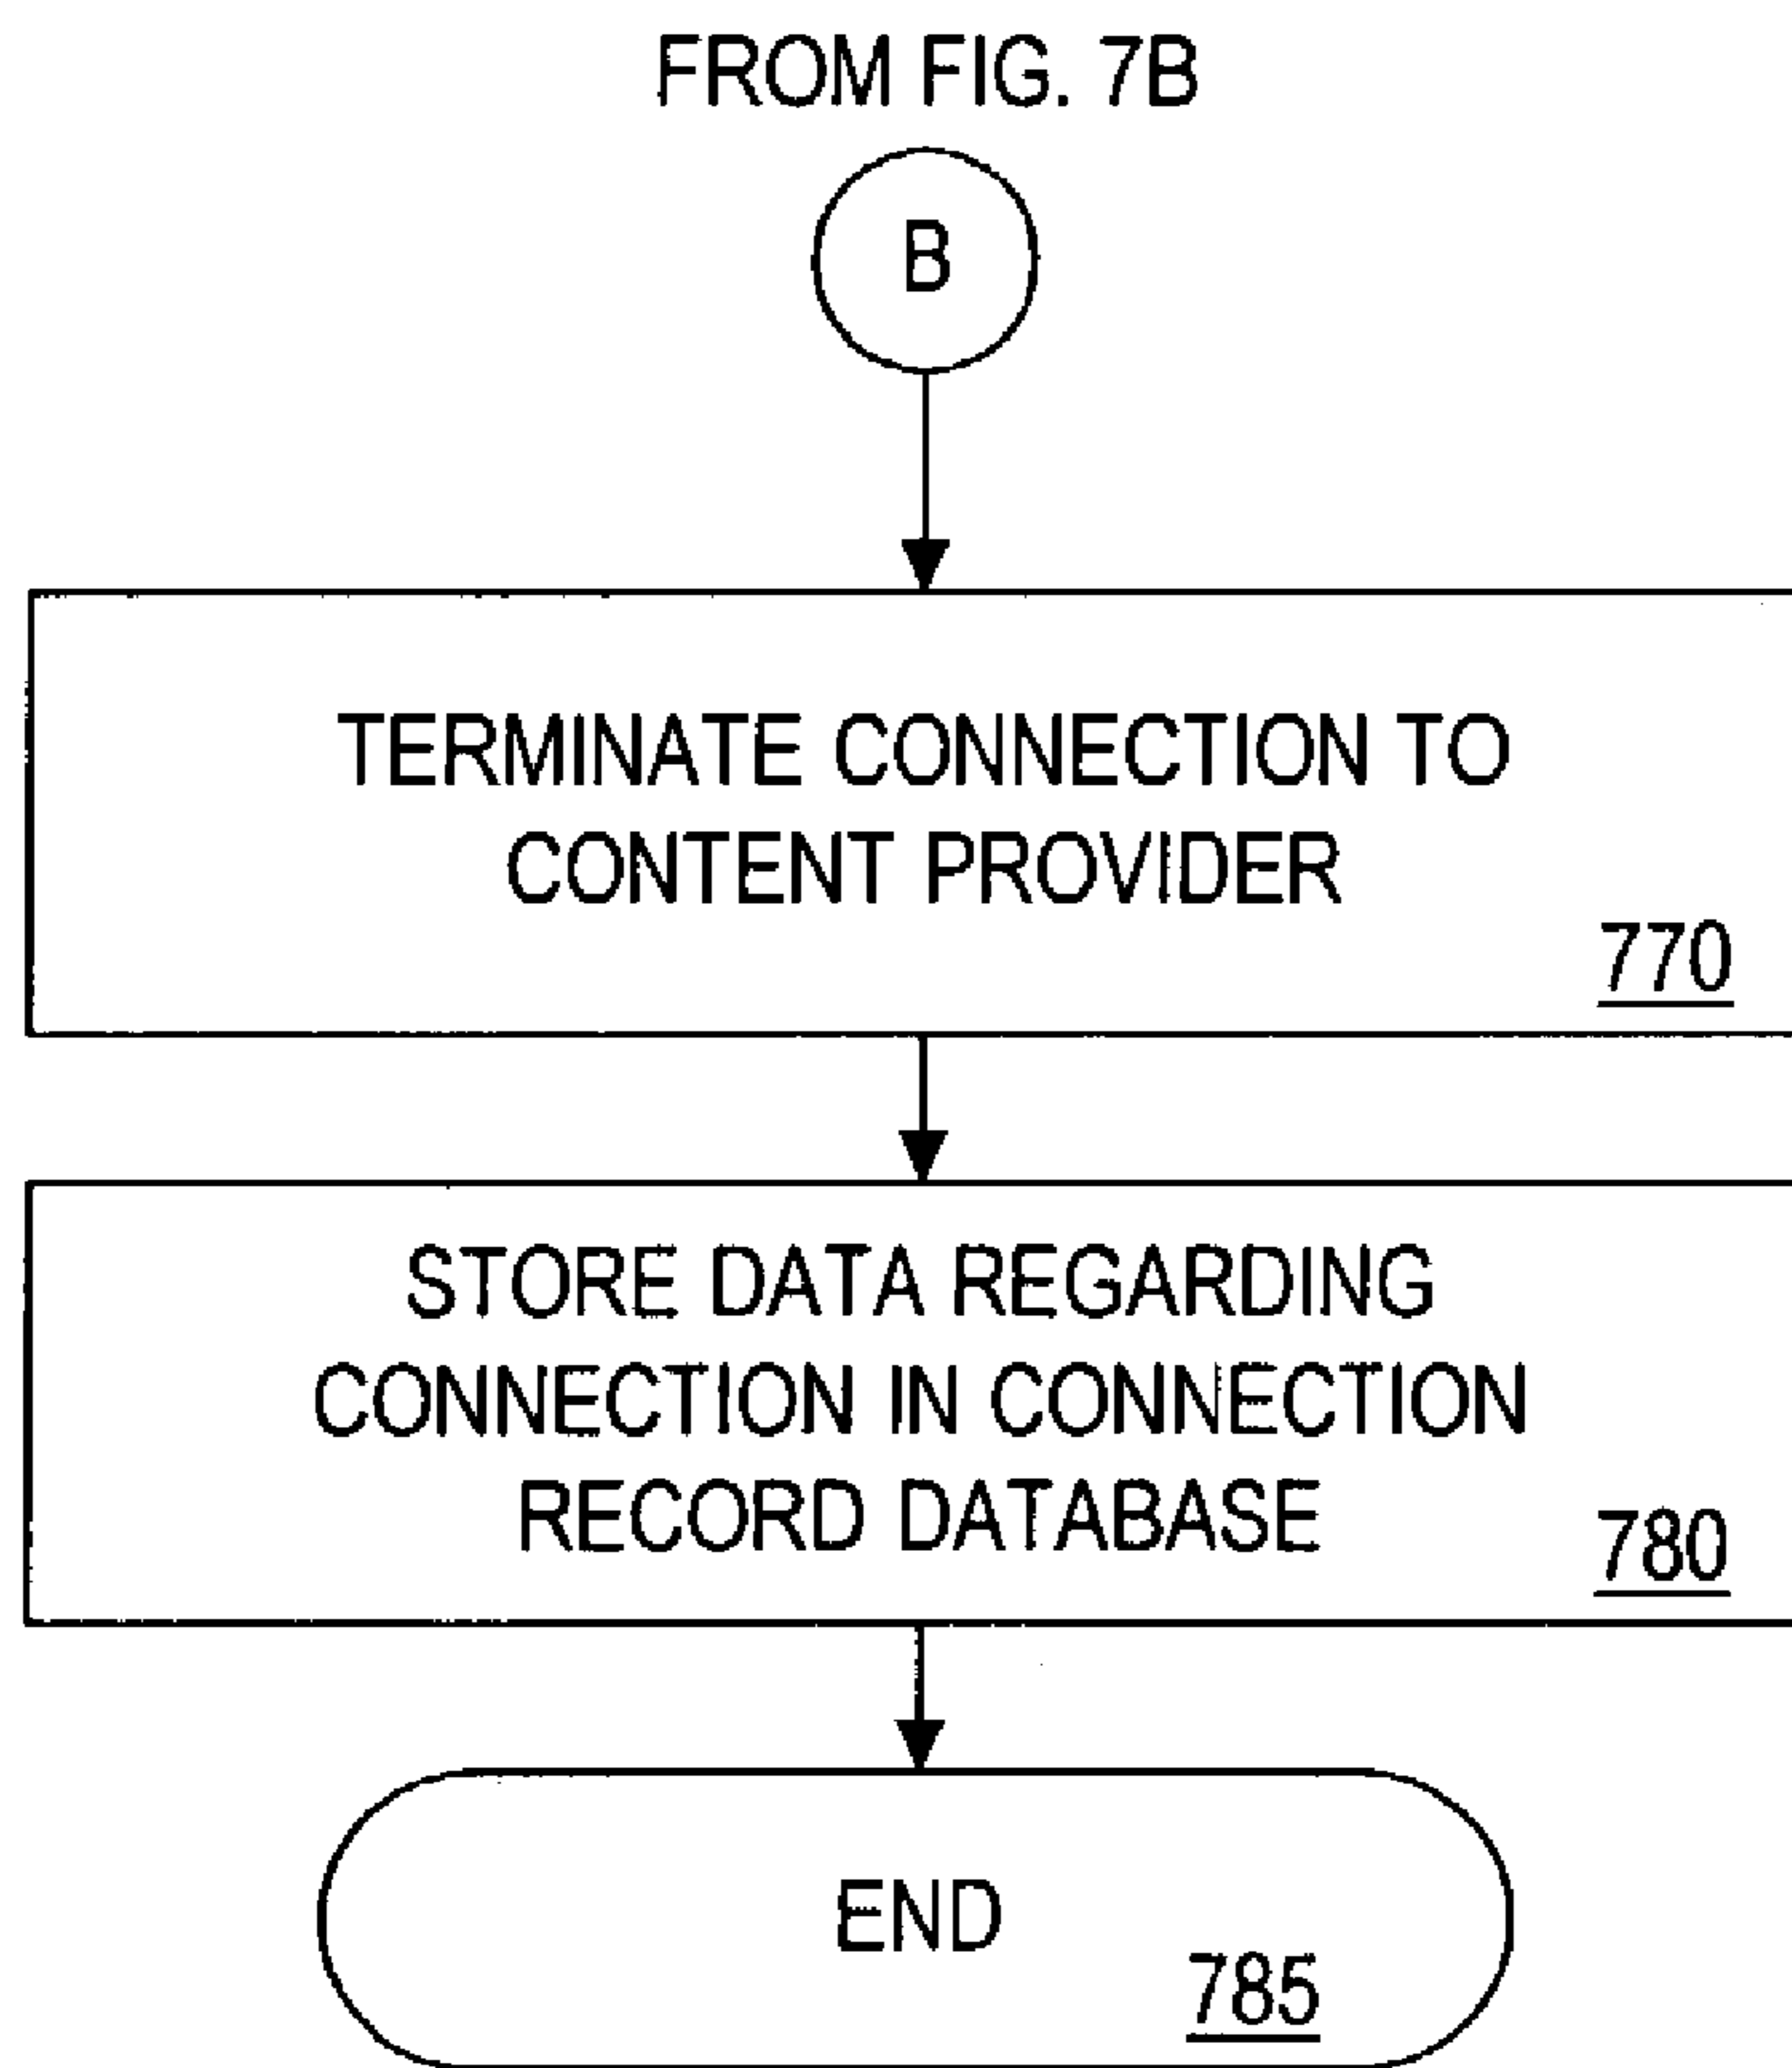 FROM FIG. 7B
B
TERMINATE CONNECTION TO
CONTENT PROVIDER
770
STORE DATA REGARDING
CONNECTION IN CONNECTION
RECORD DATABASE
780
END
785